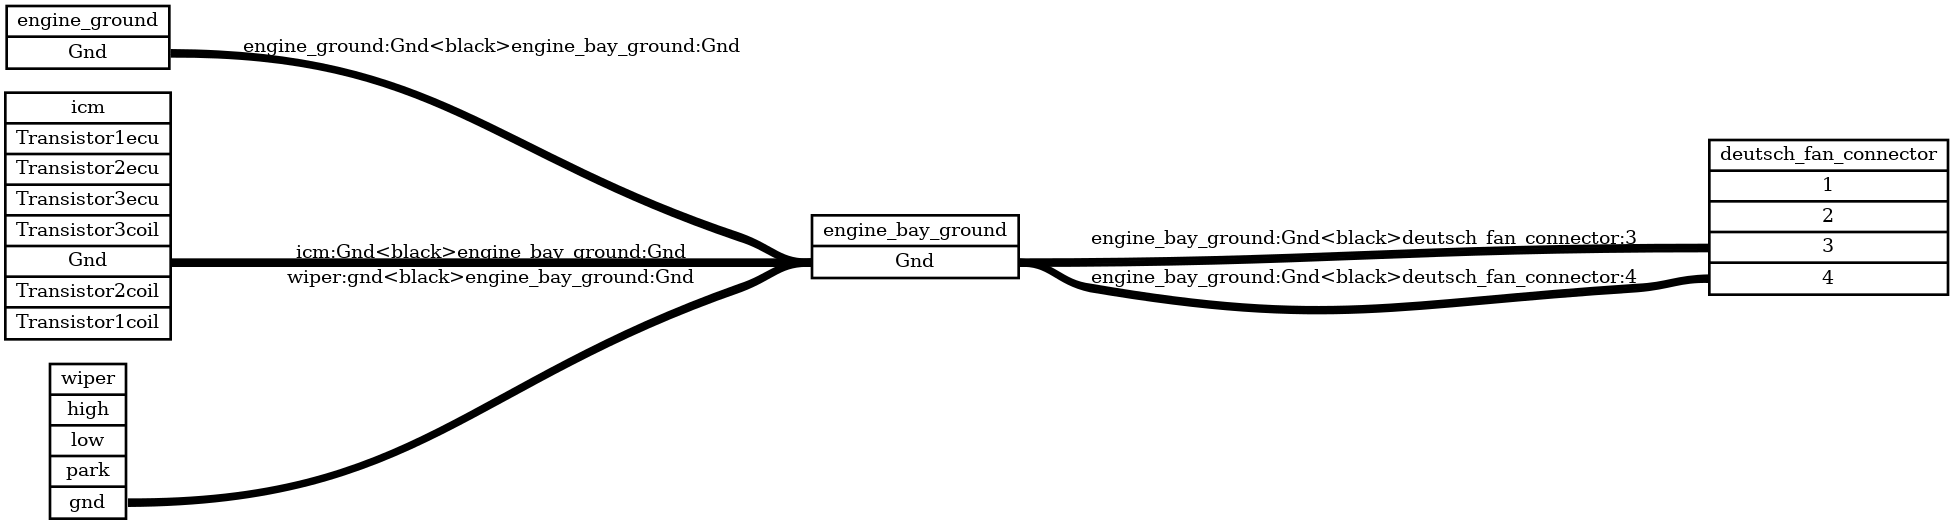 engine_ground
Gnd
engine_ground:Gnd<black>engine_bay_ground:Gnd
icm
Transistor1ecu
Transistor2ecu
Transistor3ecu
Transistor3coil
Gnd
Transistor2coil
Transistor1coil
icm:Gnd<black>engine_bay_ground:Gnd
wiper:gnd<black>engine_bay_ground:Gnd
wiper
high
low
park
gnd
engine_bay_ground
Gnd
engine_bay_ground:Gnd<black>deutsch_fan_connector:3
engine_bay_ground:Gnd<black>deutsch_fan_connector:4
deutsch_fan_connector
1
2
3
4